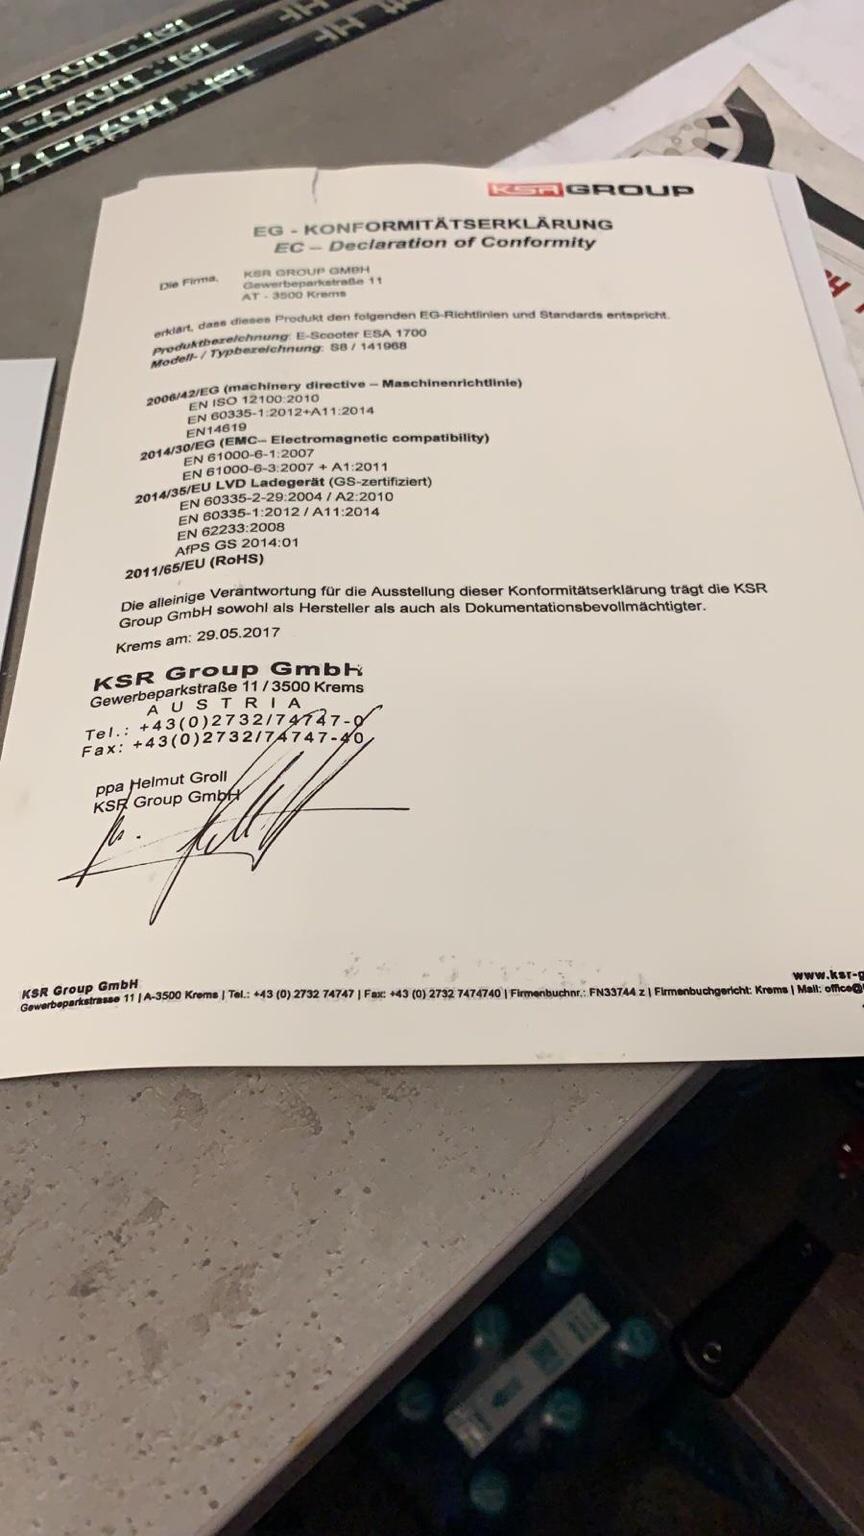 KSR GROUP
EG - KONFORMITÄTSERKLÄRUNG
EC – Declaration of Conformity
Die Firma,
KSR GROUP GMBH
Gewerbeparkstraße 11
AT - 3500 Krems
erklärt, dass dieses Produkt den folgenden EG-Richtlinien und Standards entspricht.
Produktbezeichnung: E-Scooter ESA 1700
Modell- / Typbezeichnung: S8 / 141968
2006/42/EG (machinery directive – Maschinenrichtlinie)
EN ISO 12100:2010
EN 60335-1:2012+A11:2014
EN14619
2014/30/EG (EMC– Electromagnetic compatibility)
EN 61000-6-1:2007
EN 61000-6-3:2007 + A1:2011
2014/35/EU LVD Ladegerät (GS-zertifiziert)
EN 60335-2-29:2004 / A2:2010
EN 60335-1:2012 / A11:2014
EN 62233:2008
AfPS GS 2014:01
2011/65/EU (RoHS)
Die alleinige Verantwortung für die Ausstellung dieser Konformitätserklärung trägt die KSR
Group GmbH sowohl als Hersteller als auch als Dokumentationsbevollmächtigter.
Krems am: 29.05.2017
KSR Group GmbH
Gewerbeparkstraße 11 / 3500 Krems
AUSTRIA
Tel.: +43(0)2732/74747-0
Fax: +43(0)2732/74747-40
ppa Helmut Groll
KSR Group GmbH
www.ksr-g
KSR Group GmbH
Gewerbeparkstrasse 11 | A-3500 Krems | Tel.: +43 (0) 2732 74747 | Fax: +43 (0) 2732 7474740 | Firmenbuchnr.: FN33744 z | Firmenbuchgericht: Krems | Mail: office@